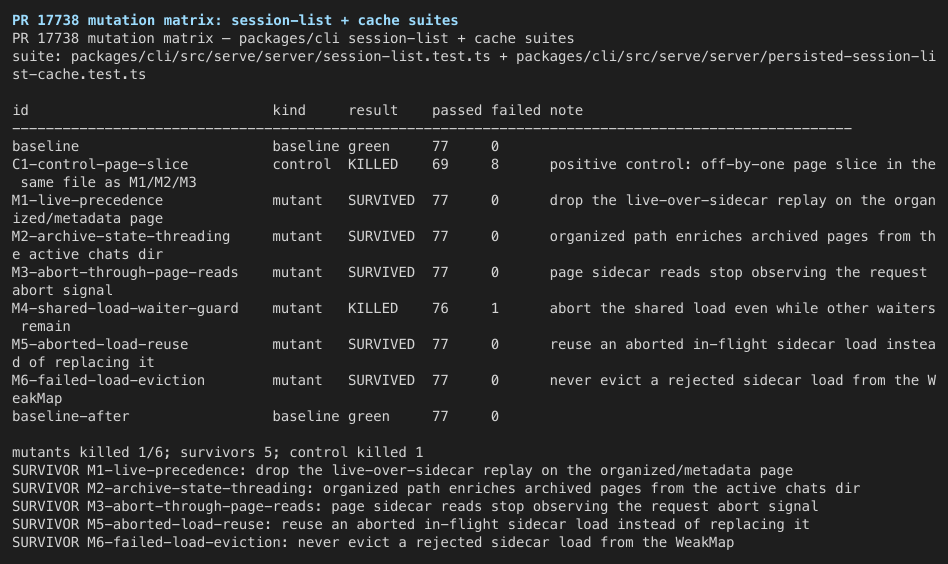 PR 17738 mutation matrix: session-list + cache suites
PR 17738 mutation matrix — packages/cli session-list + cache suites
suite: packages/cli/src/serve/server/session-list.test.ts + packages/cli/src/serve/server/persisted-session-li
st-cache.test.ts
id kind result passed failed note
────────────────────────────────────────────────────────────────────────────────────────────────────
baseline baseline green 77 0
C1-control-page-slice control KILLED 69 8 positive control: off-by-one page slice in the
same file as M1/M2/M3
M1-live-precedence mutant SURVIVED 77 0 drop the live-over-sidecar replay on the organ
ized/metadata page
M2-archive-state-threading mutant SURVIVED 77 0 organized path enriches archived pages from th
e active chats dir
M3-abort-through-page-reads mutant SURVIVED 77 0 page sidecar reads stop observing the request
abort signal
M4-shared-load-waiter-guard mutant KILLED 76 1 abort the shared load even while other waiters
remain
M5-aborted-load-reuse mutant SURVIVED 77 0 reuse an aborted in-flight sidecar load instea
d of replacing it
M6-failed-load-eviction mutant SURVIVED 77 0 never evict a rejected sidecar load from the W
eakMap
baseline-after baseline green 77 0
mutants killed 1/6; survivors 5; control killed 1
SURVIVOR M1-live-precedence: drop the live-over-sidecar replay on the organized/metadata page
SURVIVOR M2-archive-state-threading: organized path enriches archived pages from the active chats dir
SURVIVOR M3-abort-through-page-reads: page sidecar reads stop observing the request abort signal
SURVIVOR M5-aborted-load-reuse: reuse an aborted in-flight sidecar load instead of replacing it
SURVIVOR M6-failed-load-eviction: never evict a rejected sidecar load from the WeakMap